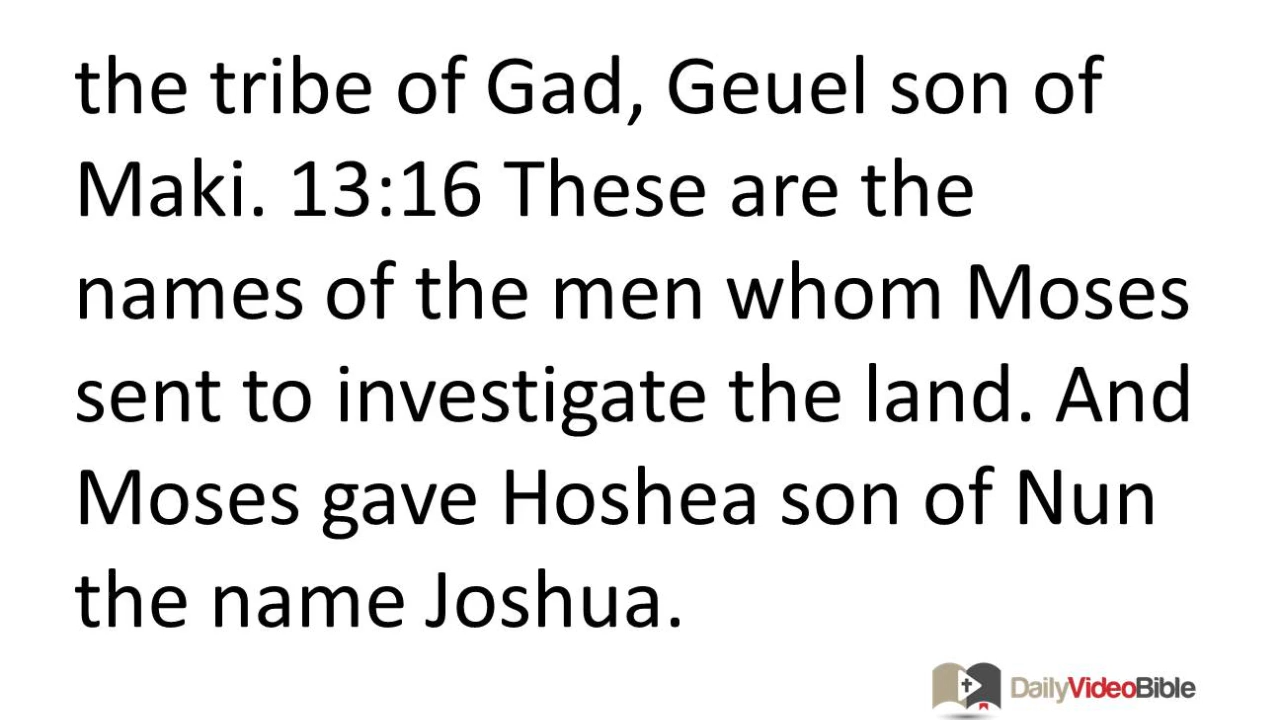 the tribe of Gad, Geuel son of
Maki. 13:16 These are the
names of the men whom Moses
sent to investigate the land. And
Moses gave Hoshea son of Nun
the name Joshua.
DailyVideoBible